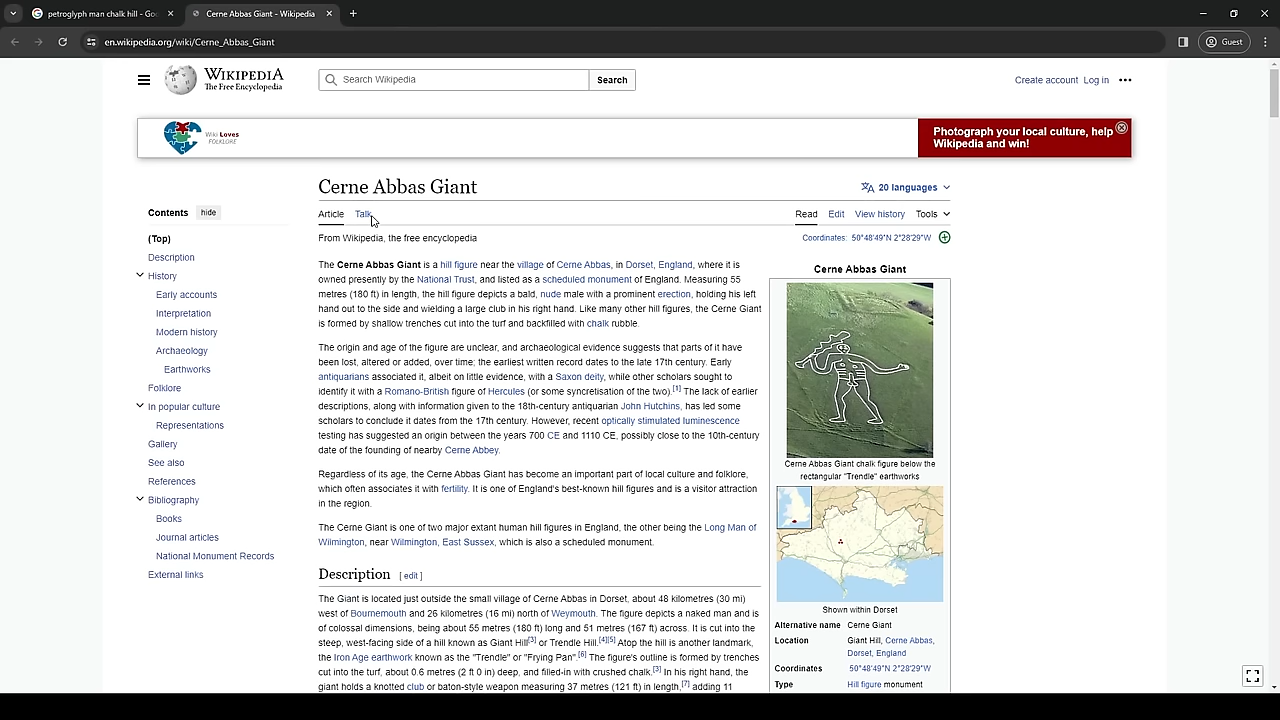 petroglyph man chalk hill - Goo
Cerne Abbas Giant - Wikipedia
en.wikipedia.org/wiki/Cerne_Abbas_Giant
Guest
WIKIPEDIA
The Free Encyclopedia
Search Wikipedia
Search
Create account Log in
Wiki Loves
FOLKLORE
Photograph your local culture, help
Wikipedia and win!
Contents hide
(Top)
Description
History
Early accounts
Interpretation
Modern history
Archaeology
Earthworks
Folklore
In popular culture
Representations
Gallery
See also
References
Bibliography
Books
Journal articles
National Monument Records
External links
Cerne Abbas Giant
20 languages
Article Talk
Read Edit View history Tools
From Wikipedia, the free encyclopedia
Coordinates: 50°48′49″N 2°28′29″W
The Cerne Abbas Giant is a hill figure near the village of Cerne Abbas, in Dorset, England, where it is
owned presently by the National Trust, and listed as a scheduled monument of England. Measuring 55
metres (180 ft) in length, the hill figure depicts a bald, nude male with a prominent erection, holding his left
hand out to the side and wielding a large club in his right hand. Like many other hill figures, the Cerne Giant
is formed by shallow trenches cut into the turf and backfilled with chalk rubble.
The origin and age of the figure are unclear, and archaeological evidence suggests that parts of it have
been lost, altered or added, over time; the earliest written record dates to the late 17th century. Early
antiquarians associated it, albeit on little evidence, with a Saxon deity, while other scholars sought to
identify it with a Romano-British figure of Hercules (or some syncretisation of the two).[1] The lack of earlier
descriptions, along with information given to the 18th-century antiquarian John Hutchins, has led some
scholars to conclude it dates from the 17th century. However, recent optically stimulated luminescence
testing has suggested an origin between the years 700 CE and 1110 CE, possibly close to the 10th-century
date of the founding of nearby Cerne Abbey.
Regardless of its age, the Cerne Abbas Giant has become an important part of local culture and folklore,
which often associates it with fertility. It is one of England's best-known hill figures and is a visitor attraction
in the region.
The Cerne Giant is one of two major extant human hill figures in England, the other being the Long Man of
Wilmington, near Wilmington, East Sussex, which is also a scheduled monument.
Description [ edit ]
The Giant is located just outside the small village of Cerne Abbas in Dorset, about 48 kilometres (30 mi)
west of Bournemouth and 26 kilometres (16 mi) north of Weymouth. The figure depicts a naked man and is
of colossal dimensions, being about 55 metres (180 ft) long and 51 metres (167 ft) across. It is cut into the
steep, west-facing side of a hill known as Giant Hill[3] or Trendle Hill.[4][5] Atop the hill is another landmark,
the Iron Age earthwork known as the "Trendle" or "Frying Pan".[6] The figure's outline is formed by trenches
cut into the turf, about 0.6 metres (2 ft 0 in) deep, and filled-in with crushed chalk.[3] In his right hand, the
giant holds a knotted club or baton-style weapon measuring 37 metres (121 ft) in length,[7] adding 11
Cerne Abbas Giant
Cerne Abbas Giant chalk figure below the
rectangular "Trendle" earthworks
Shown within Dorset
Alternative name Cerne Giant
Location Giant Hill, Cerne Abbas,
Dorset, England
Coordinates 50°48′49″N 2°28′29″W
Type Hill figure monument